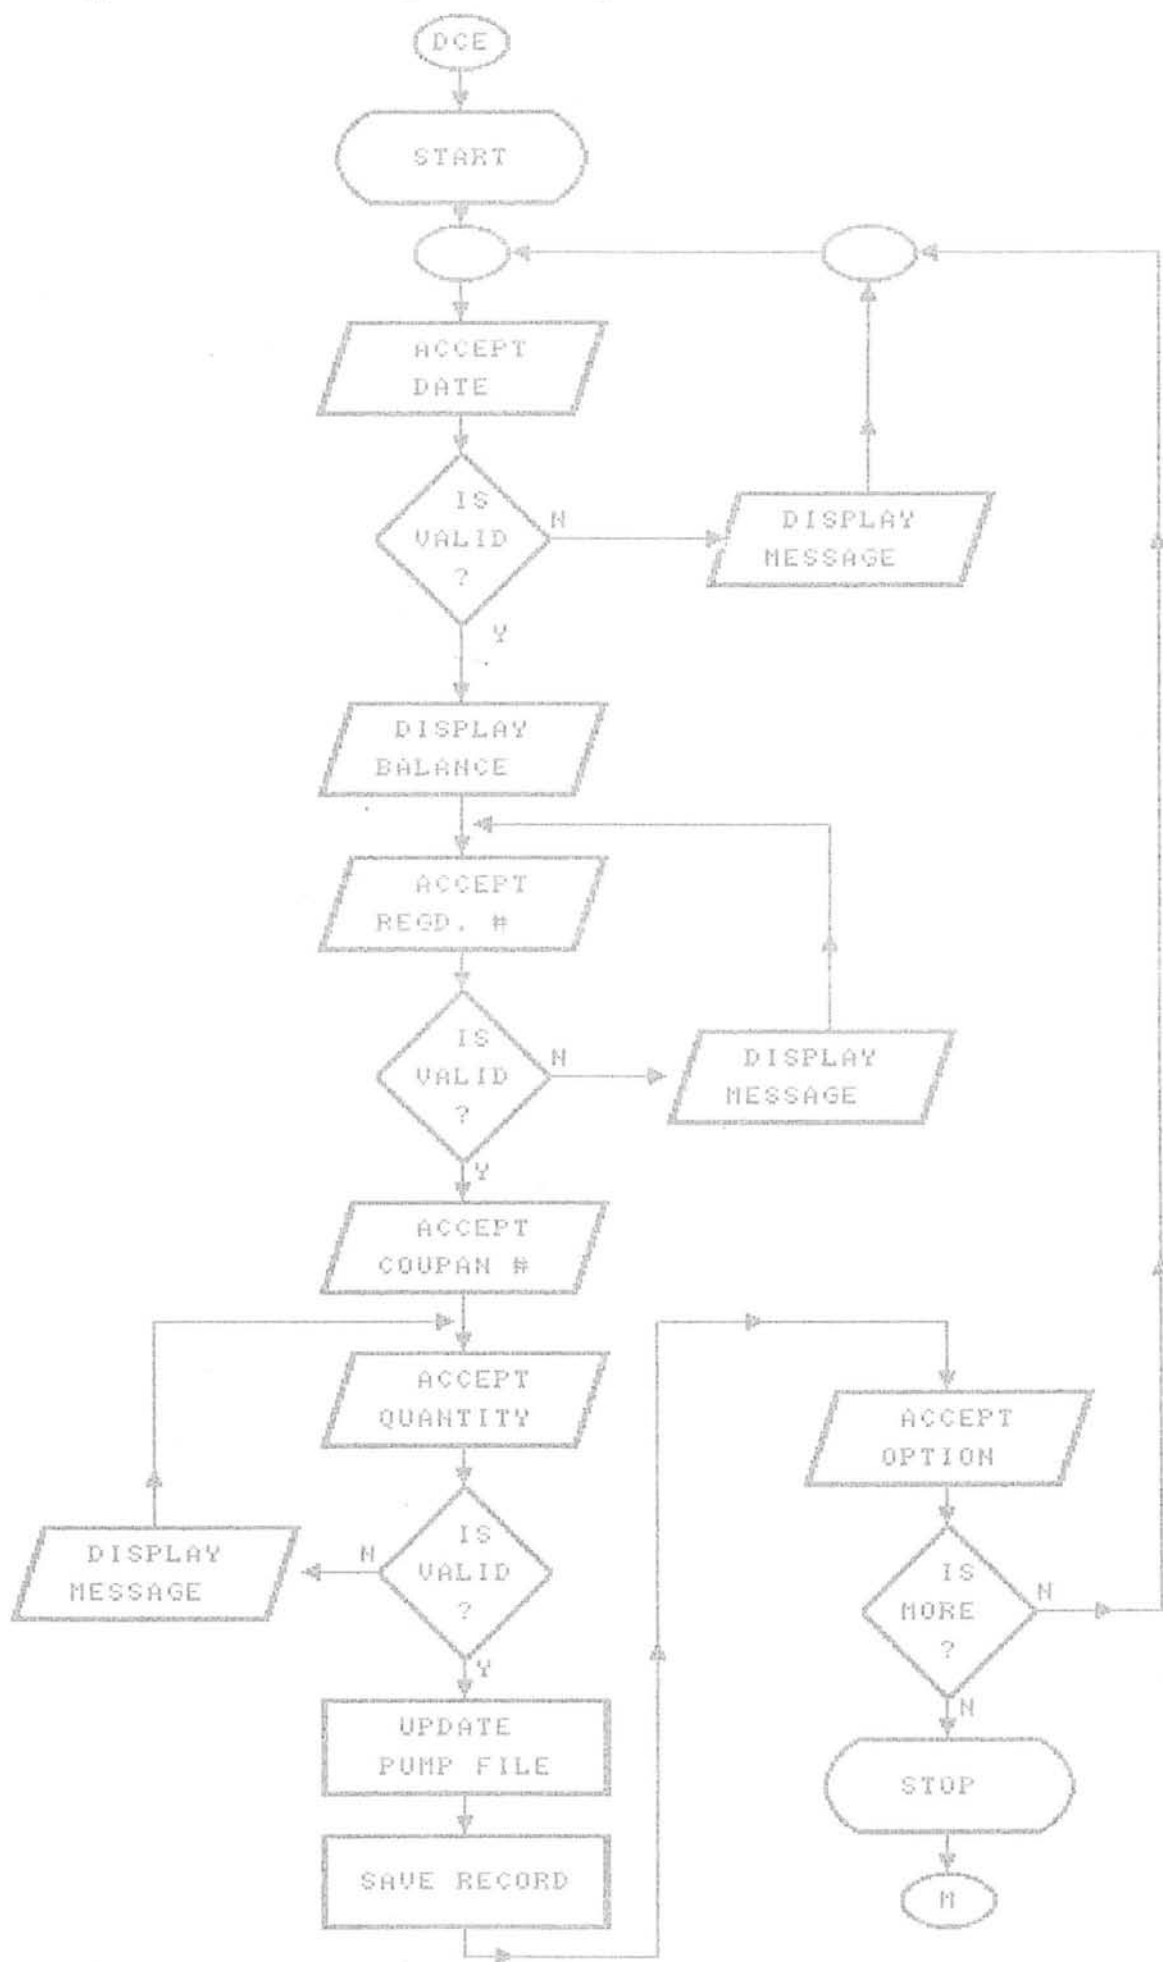 DCE
START
ACCEPT
DATE
IS
VALID
?
N
Y
DISPLAY
MESSAGE
DISPLAY
BALANCE
ACCEPT
REGD. #
IS
VALID
?
N
Y
DISPLAY
MESSAGE
ACCEPT
COUPAN #
ACCEPT
QUANTITY
IS
VALID
?
N
Y
DISPLAY
MESSAGE
UPDATE
PUMP FILE
SAVE RECORD
ACCEPT
OPTION
IS
MORE
?
N
N
STOP
M